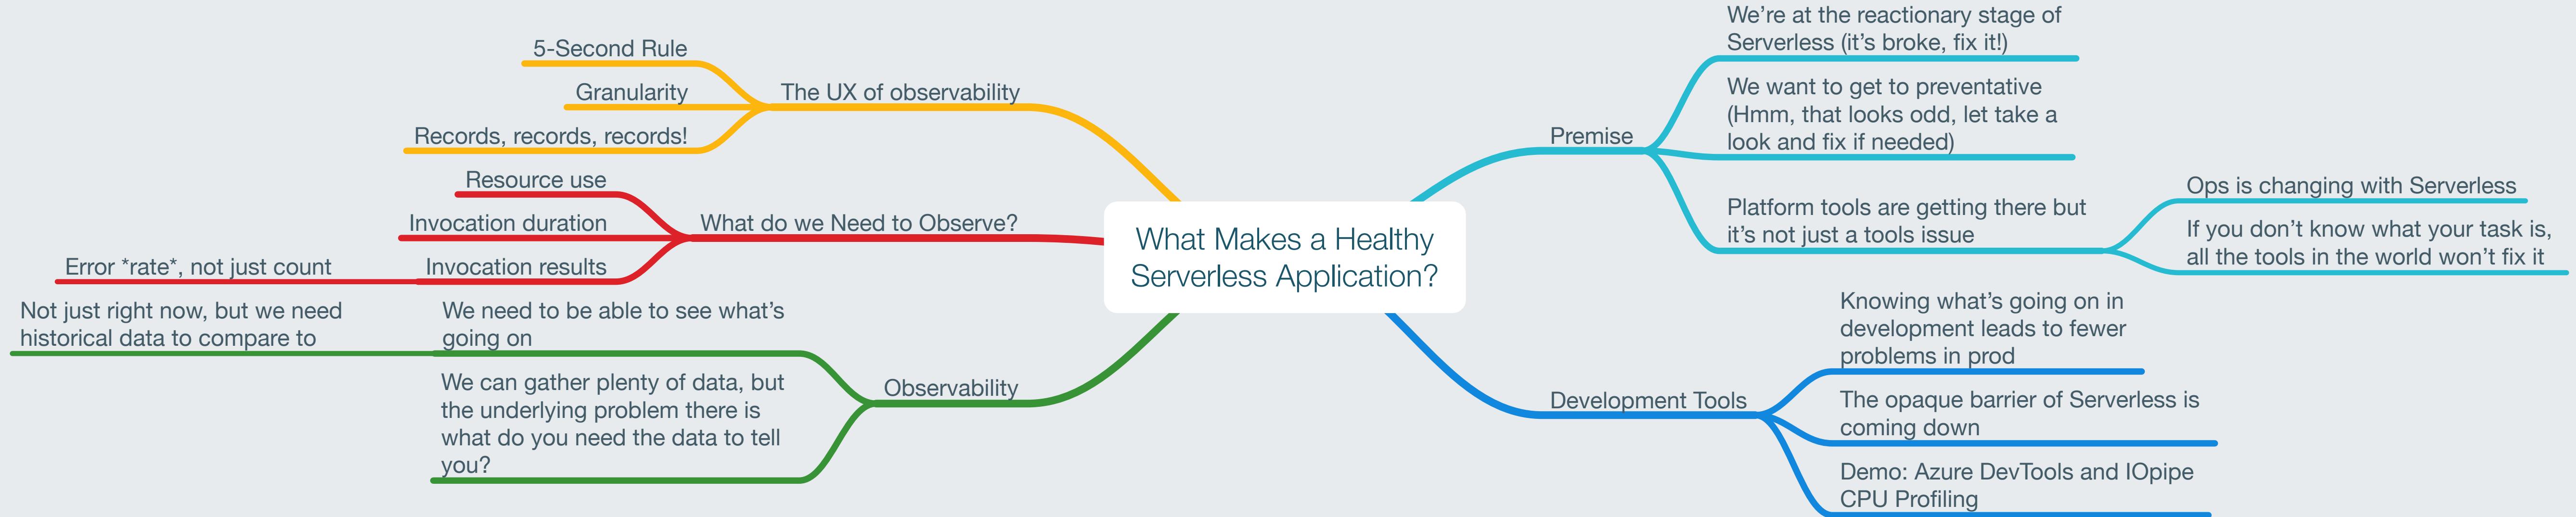 What Makes a Healthy
Serverless Application?
Premise
We’re at the reactionary stage of
Serverless (it’s broke, fix it!)
We want to get to preventative
(Hmm, that looks odd, let take a
look and fix if needed)
Platform tools are getting there but
it’s not just a tools issue
Ops is changing with Serverless
If you don’t know what your task is,
all the tools in the world won’t fix it
Development Tools
Knowing what’s going on in
development leads to fewer
problems in prod
The opaque barrier of Serverless is
coming down
Demo: Azure DevTools and IOpipe
CPU Profiling
The UX of observability
5-Second Rule
Granularity
Records, records, records!
What do we Need to Observe?
Resource use
Invocation duration
Invocation results
Error *rate*, not just count
Observability
We need to be able to see what’s
going on
Not just right now, but we need
historical data to compare to
We can gather plenty of data, but
the underlying problem there is
what do you need the data to tell
you?